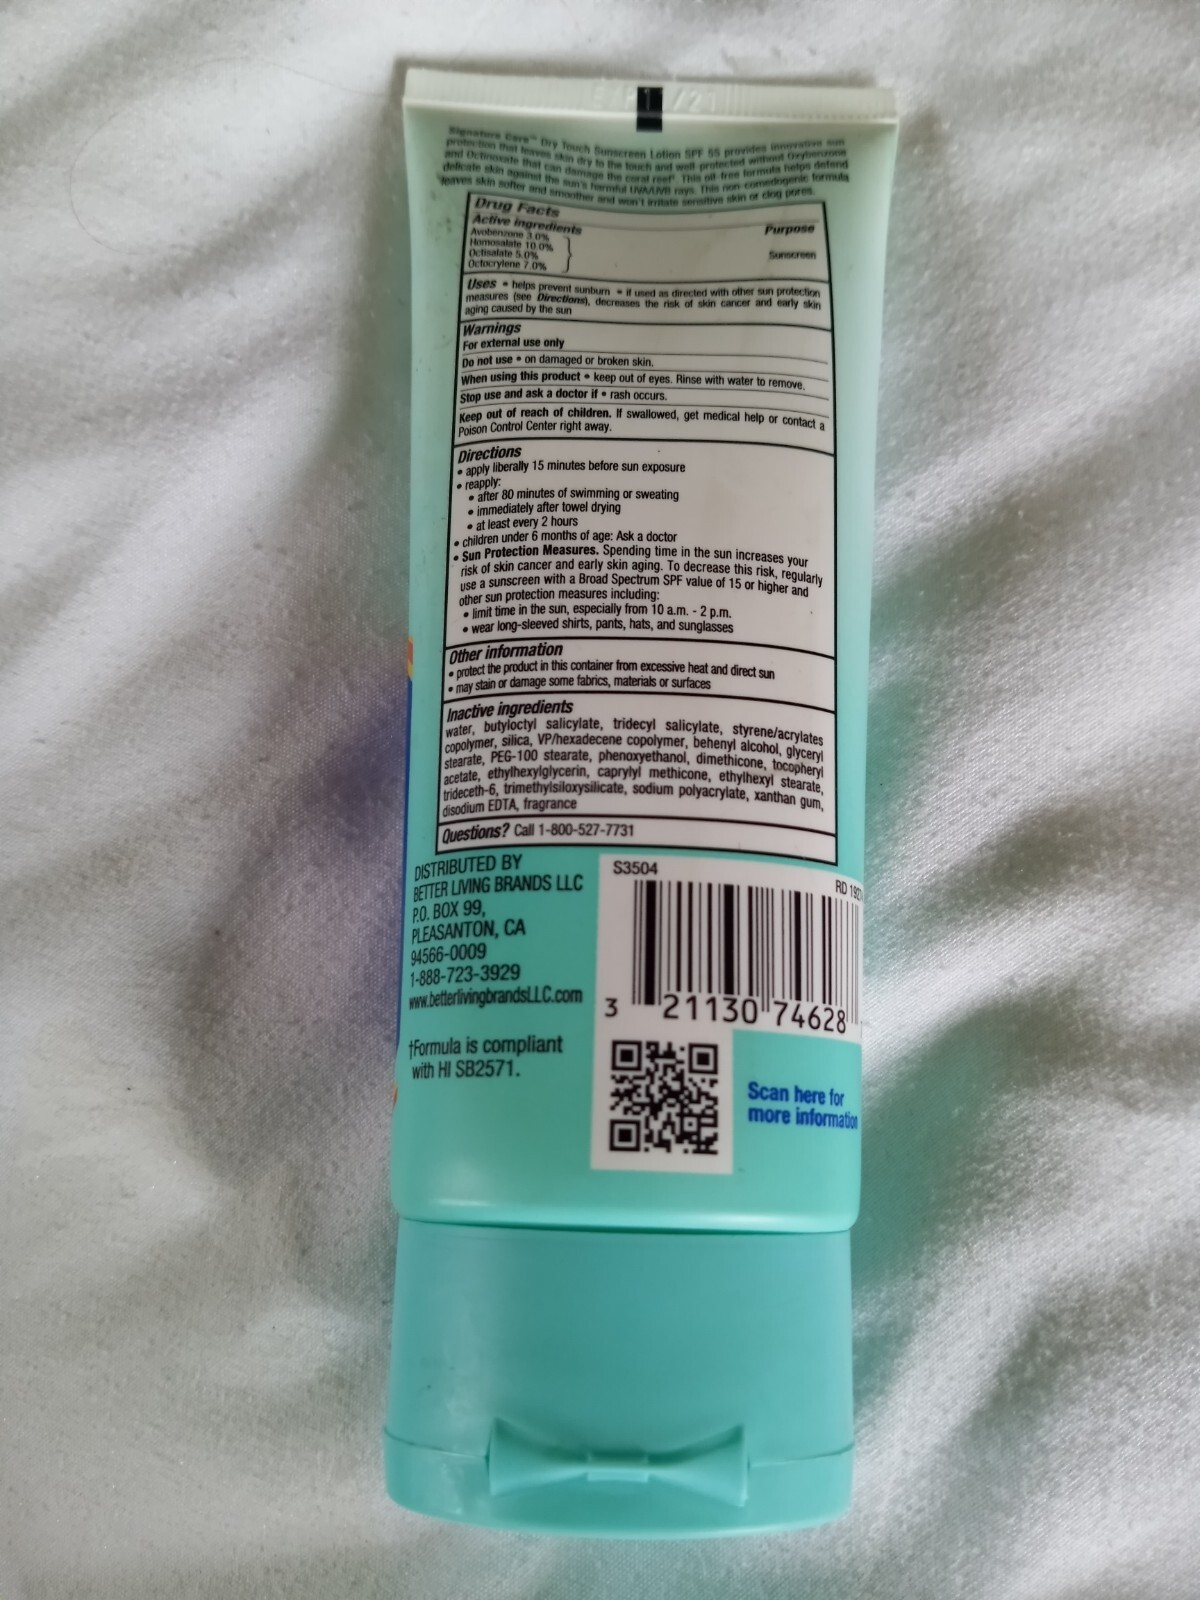 Signature Care™ Dry Touch Sunscreen Lotion SPF 55 provides innovative sun
protection that leaves skin dry to the touch and well-protected without Oxybenzone
and Octinoxate that can damage the coral reef†. This oil-free formula helps defend
delicate skin against the sun's harmful UVA/UVB rays. This non-comedogenic formula
leaves skin softer and smoother and won't irritate sensitive skin or clog pores.
Drug Facts
Active ingredients Purpose
Avobenzone 3.0%
Homosalate 10.0%
Octisalate 5.0% Sunscreen
Octocrylene 7.0%
Uses • helps prevent sunburn • if used as directed with other sun protection
measures (see Directions), decreases the risk of skin cancer and early skin
aging caused by the sun
Warnings
For external use only
Do not use • on damaged or broken skin.
When using this product • keep out of eyes. Rinse with water to remove.
Stop use and ask a doctor if • rash occurs.
Keep out of reach of children. If swallowed, get medical help or contact a
Poison Control Center right away.
Directions
• apply liberally 15 minutes before sun exposure
• reapply:
• after 80 minutes of swimming or sweating
• immediately after towel drying
• at least every 2 hours
• children under 6 months of age: Ask a doctor
• Sun Protection Measures. Spending time in the sun increases your
risk of skin cancer and early skin aging. To decrease this risk, regularly
use a sunscreen with a Broad Spectrum SPF value of 15 or higher and
other sun protection measures including:
• limit time in the sun, especially from 10 a.m. - 2 p.m.
• wear long-sleeved shirts, pants, hats, and sunglasses
Other information
• protect the product in this container from excessive heat and direct sun
• may stain or damage some fabrics, materials or surfaces
Inactive ingredients
water, butyloctyl salicylate, tridecyl salicylate, styrene/acrylates
copolymer, silica, VP/hexadecene copolymer, behenyl alcohol, glyceryl
stearate, PEG-100 stearate, phenoxyethanol, dimethicone, tocopheryl
acetate, ethylhexylglycerin, caprylyl methicone, ethylhexyl stearate,
trideceth-6, trimethylsiloxysilicate, sodium polyacrylate, xanthan gum,
disodium EDTA, fragrance
Questions? Call 1-800-527-7731
DISTRIBUTED BY
BETTER LIVING BRANDS LLC
P.O. BOX 99,
PLEASANTON, CA
94566-0009
1-888-723-3929
www.betterlivingbrandsLLC.com
†Formula is compliant
with HI SB2571.
S3504
RD
3 21130 74628
Scan here for
more information